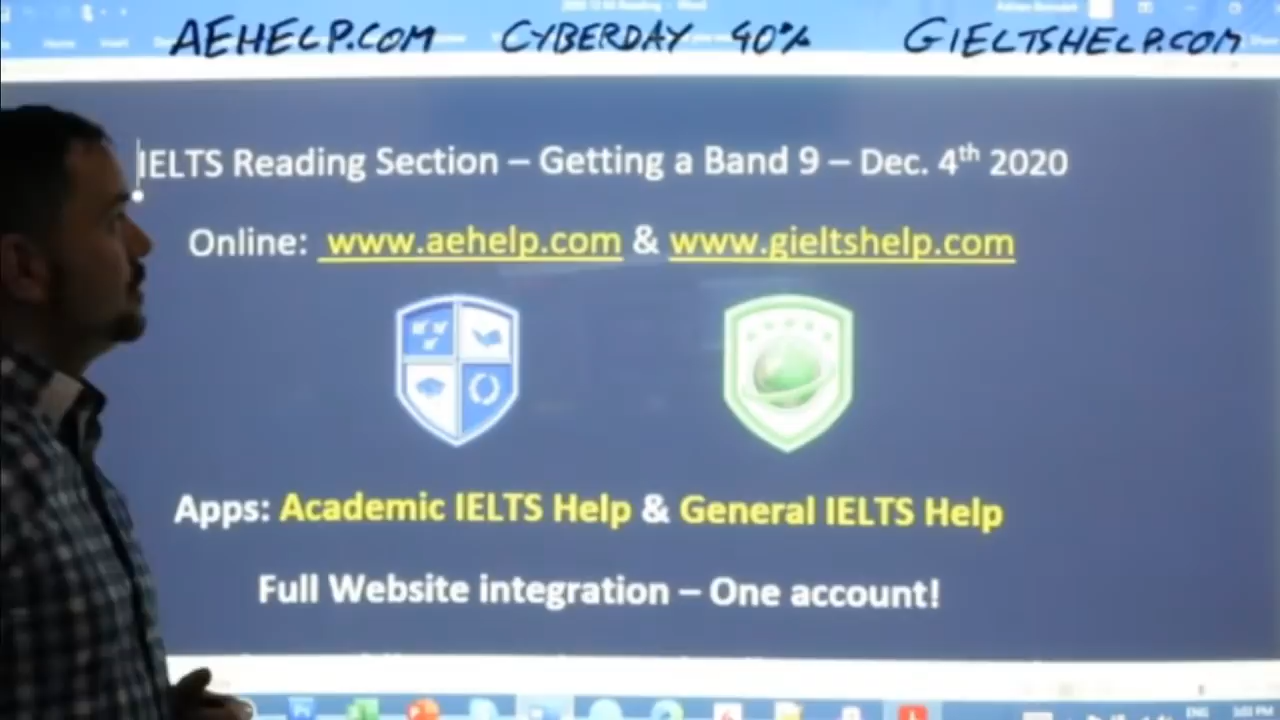 AEHELP.COM CYBERDAY 40% GIELTSHELP.COM
IELTS Reading Section – Getting a Band 9 – Dec. 4th 2020
Online: www.aehelp.com & www.gieltshelp.com
Apps: Academic IELTS Help & General IELTS Help
Full Website integration – One account!
ENG